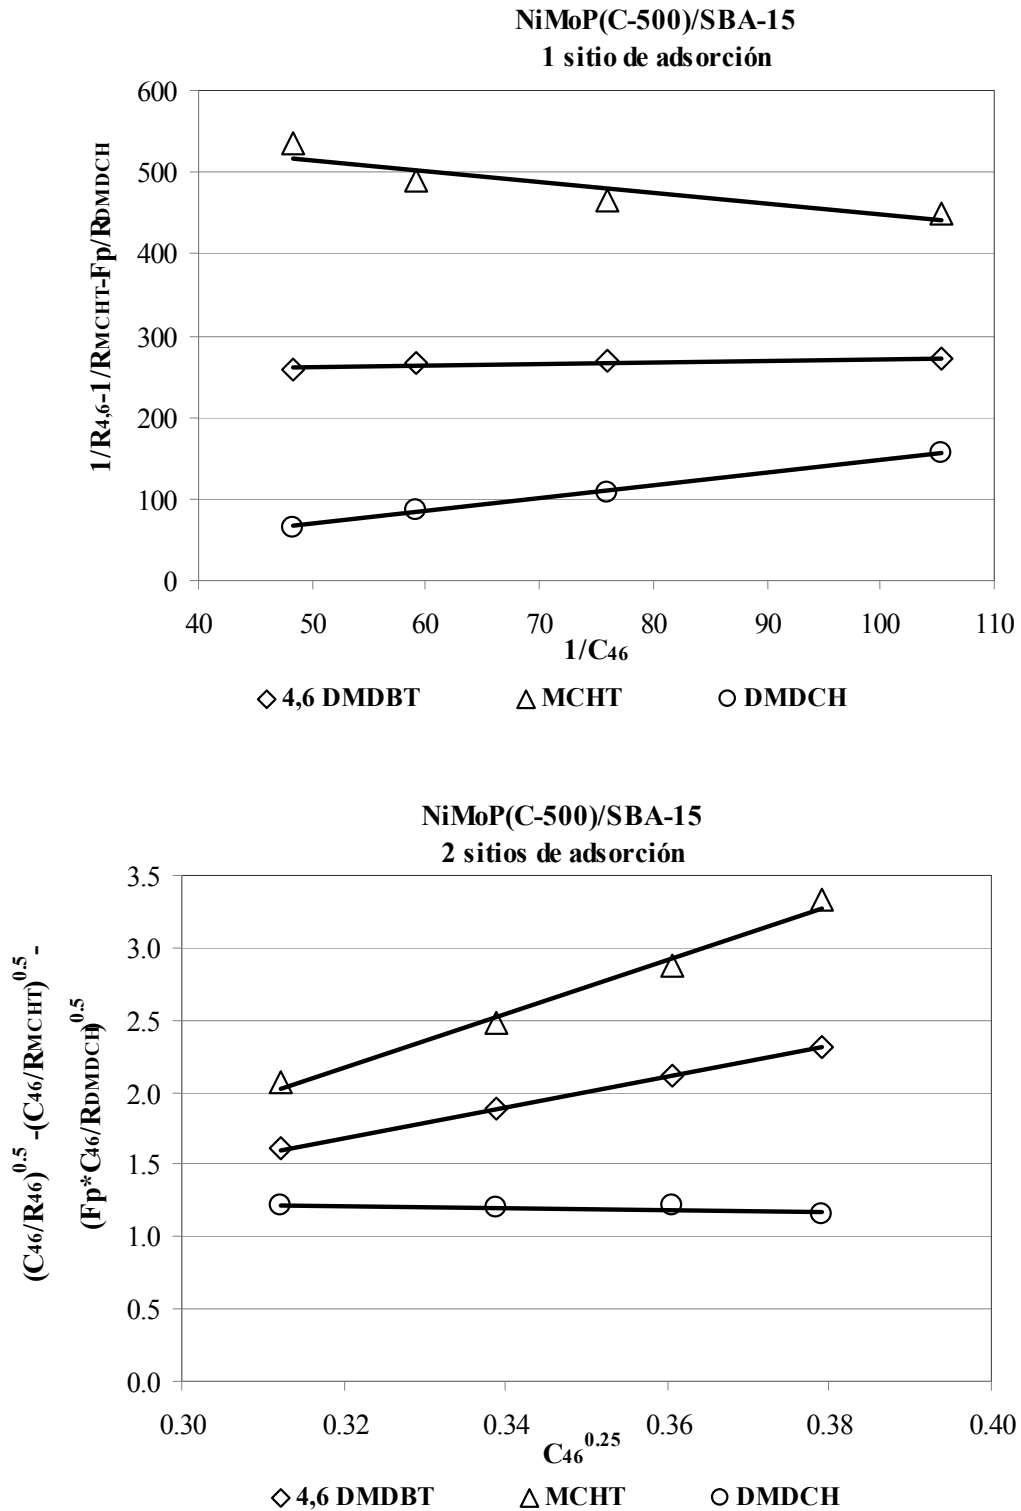 NiMoP(C-500)/SBA-15
1 sitio de adsorción
600
500
400
300
200
100
0
1/R4,6-1/RMCHT-Fp/RDMDCH
40 50 60 70 80 90 100 110
1/C46
4,6 DMDBT MCHT DMDCH
NiMoP(C-500)/SBA-15
2 sitios de adsorción
3.5
3.0
2.5
2.0
1.5
1.0
0.5
0.0
(C46/R46)^0.5 -(C46/RMCHT)^0.5 -
(Fp*C46/RDMDCH)^0.5
0.30 0.32 0.34 0.36 0.38 0.40
C46^0.25
4,6 DMDBT MCHT DMDCH